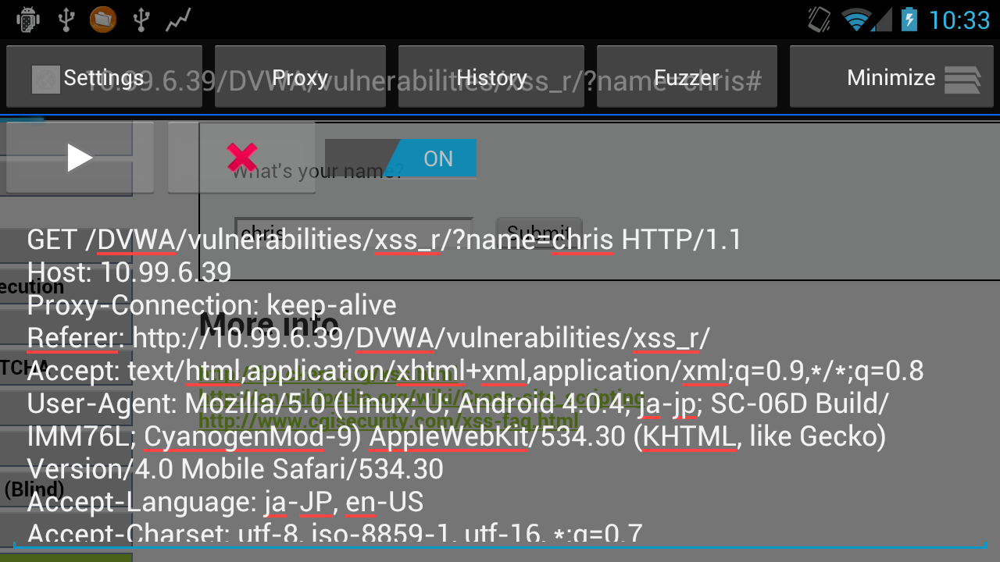 10:33
Settings
Proxy
History
Fuzzer
Minimize
10.99.6.39/DVWA/vulnerabilities/xss_r/?name=chris#
ON
What's your name?
chris
Submit
GET /DVWA/vulnerabilities/xss_r/?name=chris HTTP/1.1
Host: 10.99.6.39
Proxy-Connection: keep-alive
Referer: http://10.99.6.39/DVWA/vulnerabilities/xss_r/
Accept: text/html,application/xhtml+xml,application/xml;q=0.9,*/*;q=0.8
User-Agent: Mozilla/5.0 (Linux; U; Android 4.0.4; ja-jp; SC-06D Build/
IMM76L; CyanogenMod-9) AppleWebKit/534.30 (KHTML, like Gecko)
Version/4.0 Mobile Safari/534.30
Accept-Language: ja-JP, en-US
Accept-Charset: utf-8, iso-8859-1, utf-16, *;q=0.7
ecution
TCHA
(Blind)
More info
http://en.wikipedia.org/wiki/Cross-site_scripting
http://www.cgisecurity.com/xss-faq.html